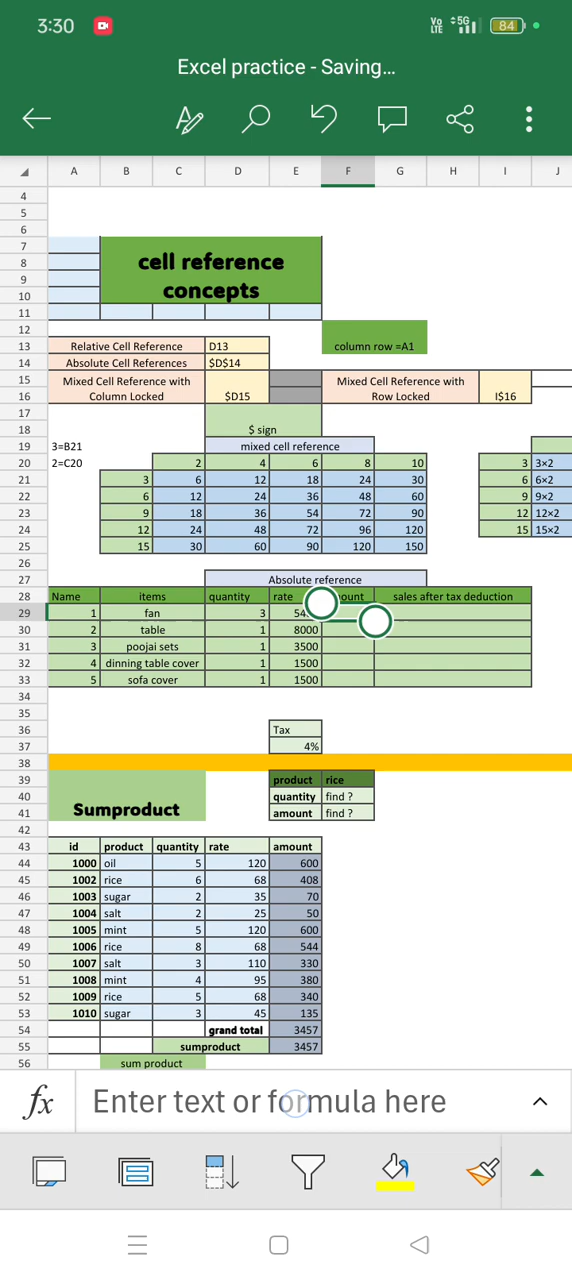 3:30 Vo LTE 5G 84
Excel practice - Saving...
A B C D E F G H I J
4
5
6
7
8 cell reference
9
10 concepts
11
12
13 Relative Cell Reference D13 column row =A1
14 Absolute Cell References $D$14
15 Mixed Cell Reference with Mixed Cell Reference with
16 Column Locked $D15 Row Locked I$16
17
18 $ sign
19 3=B21 mixed cell reference
20 2=C20 2 4 6 8 10 3 3×2
21 3 6 12 18 24 30 6 6×2
22 6 12 24 36 48 60 9 9×2
23 9 18 36 54 72 90 12 12×2
24 12 24 48 72 96 120 15 15×2
25 15 30 60 90 120 150
26
27 Absolute reference
28 Name items quantity rate ount sales after tax deduction
29 1 fan 3 54
30 2 table 1 8000
31 3 poojai sets 1 3500
32 4 dinning table cover 1 1500
33 5 sofa cover 1 1500
34
35
36 Tax
37 4%
38
39 product rice
40 quantity find ?
41 Sumproduct amount find ?
42
43 id product quantity rate amount
44 1000 oil 5 120 600
45 1002 rice 6 68 408
46 1003 sugar 2 35 70
47 1004 salt 2 25 50
48 1005 mint 5 120 600
49 1006 rice 8 68 544
50 1007 salt 3 110 330
51 1008 mint 4 95 380
52 1009 rice 5 68 340
53 1010 sugar 3 45 135
54 grand total 3457
55 sumproduct 3457
56 sum product
fx Enter text or formula here